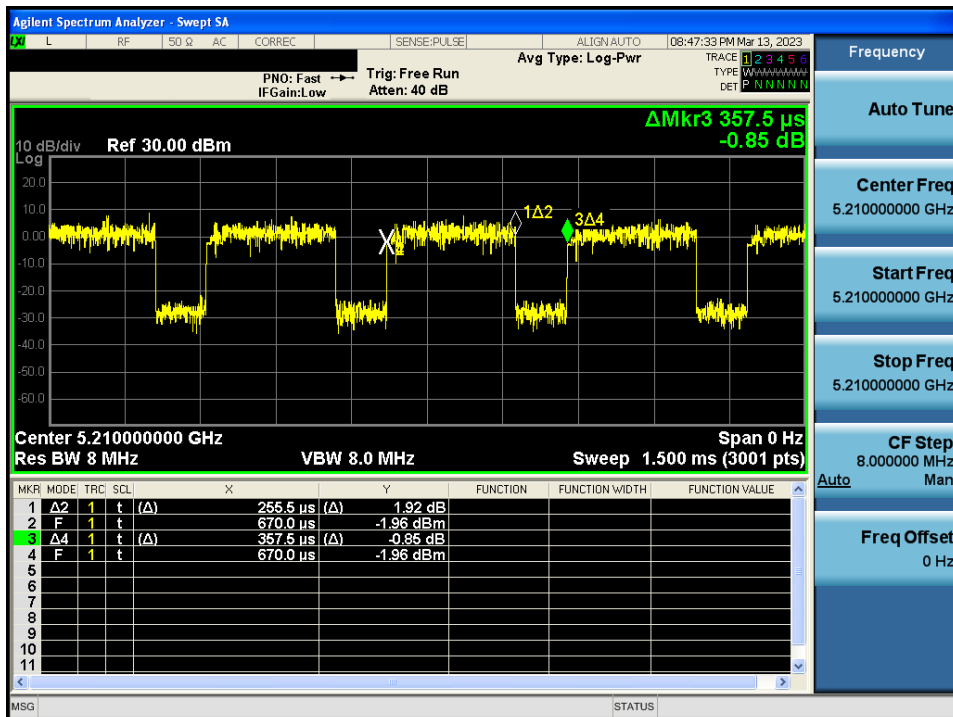 Agilent Spectrum Analyzer - Swept SA
LXI L RF 50 Ω AC CORREC SENSE:PULSE ALIGN AUTO 08:47:33 PM Mar 13, 2023
PNO: Fast
IFGain:Low
Trig: Free Run
Atten: 40 dB
Avg Type: Log-Pwr
TRACE 1 2 3 4 5 6
TYPE WWWWWW
DET P N N N N N
ΔMkr3 357.5 µs
-0.85 dB
10 dB/div Ref 30.00 dBm
Log
20.0
10.0
0.00
-10.0
-20.0
-30.0
-40.0
-50.0
-60.0
1Δ2
3Δ4
X
Center 5.210000000 GHz Span 0 Hz
Res BW 8 MHz VBW 8.0 MHz Sweep 1.500 ms (3001 pts)
MKR MODE TRC SCL X Y FUNCTION FUNCTION WIDTH FUNCTION VALUE
1 Δ2 1 t (Δ) 255.5 µs (Δ) 1.92 dB
2 F 1 t 670.0 µs -1.96 dBm
3 Δ4 1 t (Δ) 357.5 µs (Δ) -0.85 dB
4 F 1 t 670.0 µs -1.96 dBm
5
6
7
8
9
10
11
MSG STATUS
Frequency
Auto Tune
Center Freq
5.210000000 GHz
Start Freq
5.210000000 GHz
Stop Freq
5.210000000 GHz
CF Step
8.000000 MHz
Auto Man
Freq Offset
0 Hz